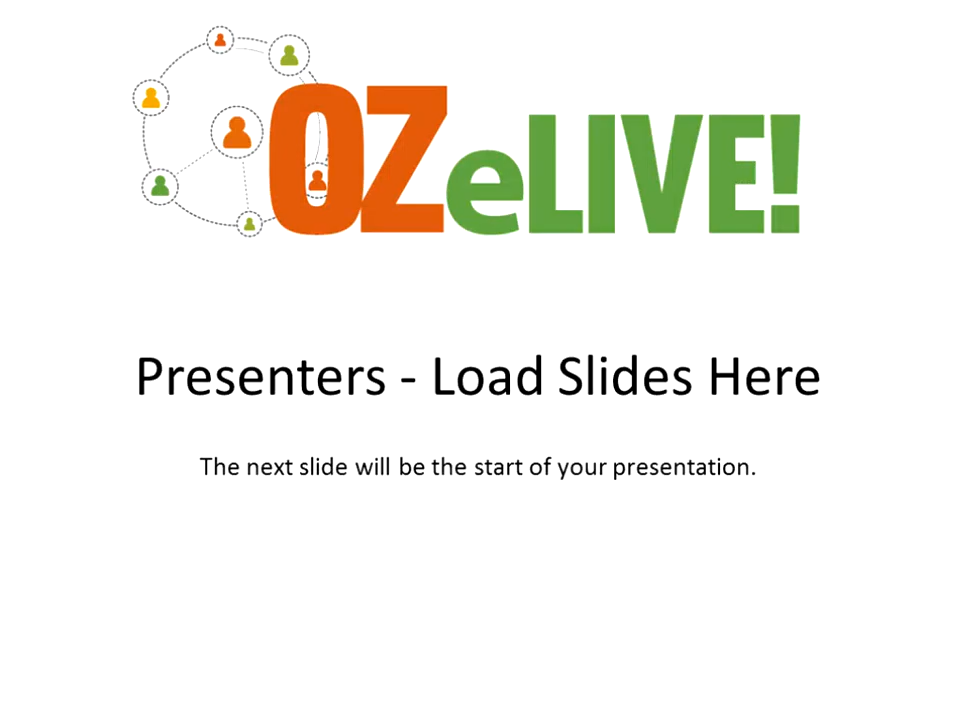 OZeLIVE!
Presenters - Load Slides Here
The next slide will be the start of your presentation.